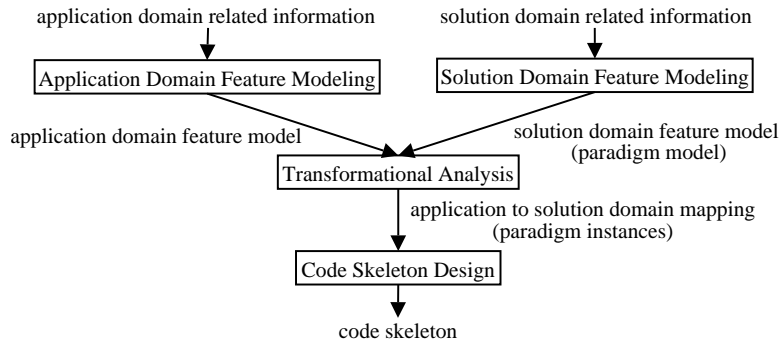 application domain related information
solution domain related information
Application Domain Feature Modeling
Solution Domain Feature Modeling
application domain feature model
solution domain feature model
(paradigm model)
Transformational Analysis
application to solution domain mapping
(paradigm instances)
Code Skeleton Design
code skeleton